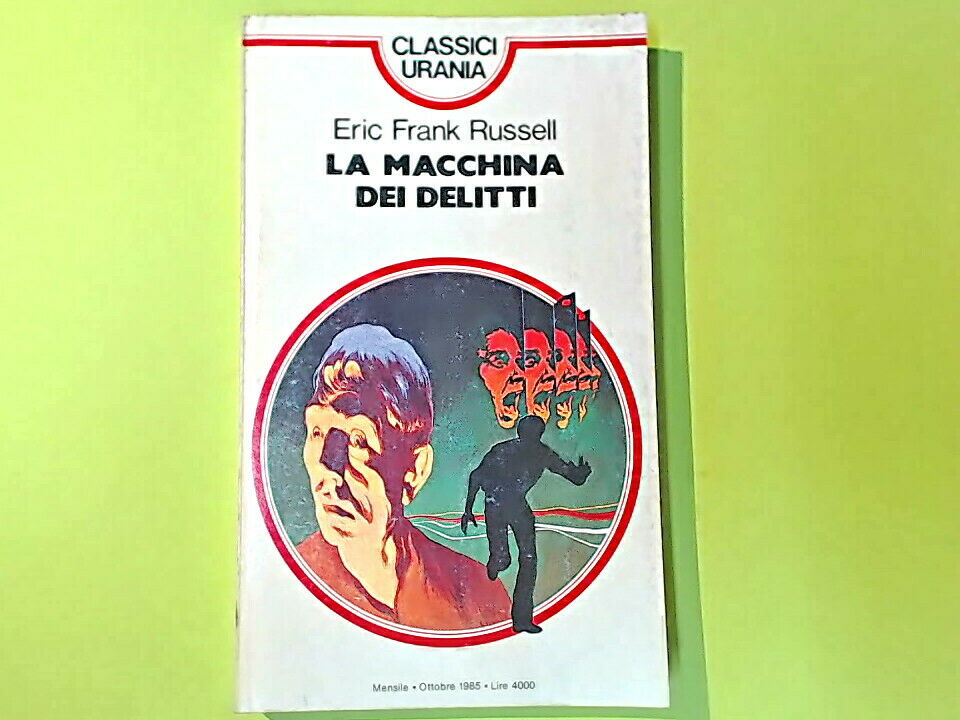 CLASSICI
URANIA
Eric Frank Russell
LA MACCHINA
DEI DELITTI
Mensile • Ottobre 1985 • Lire 4000